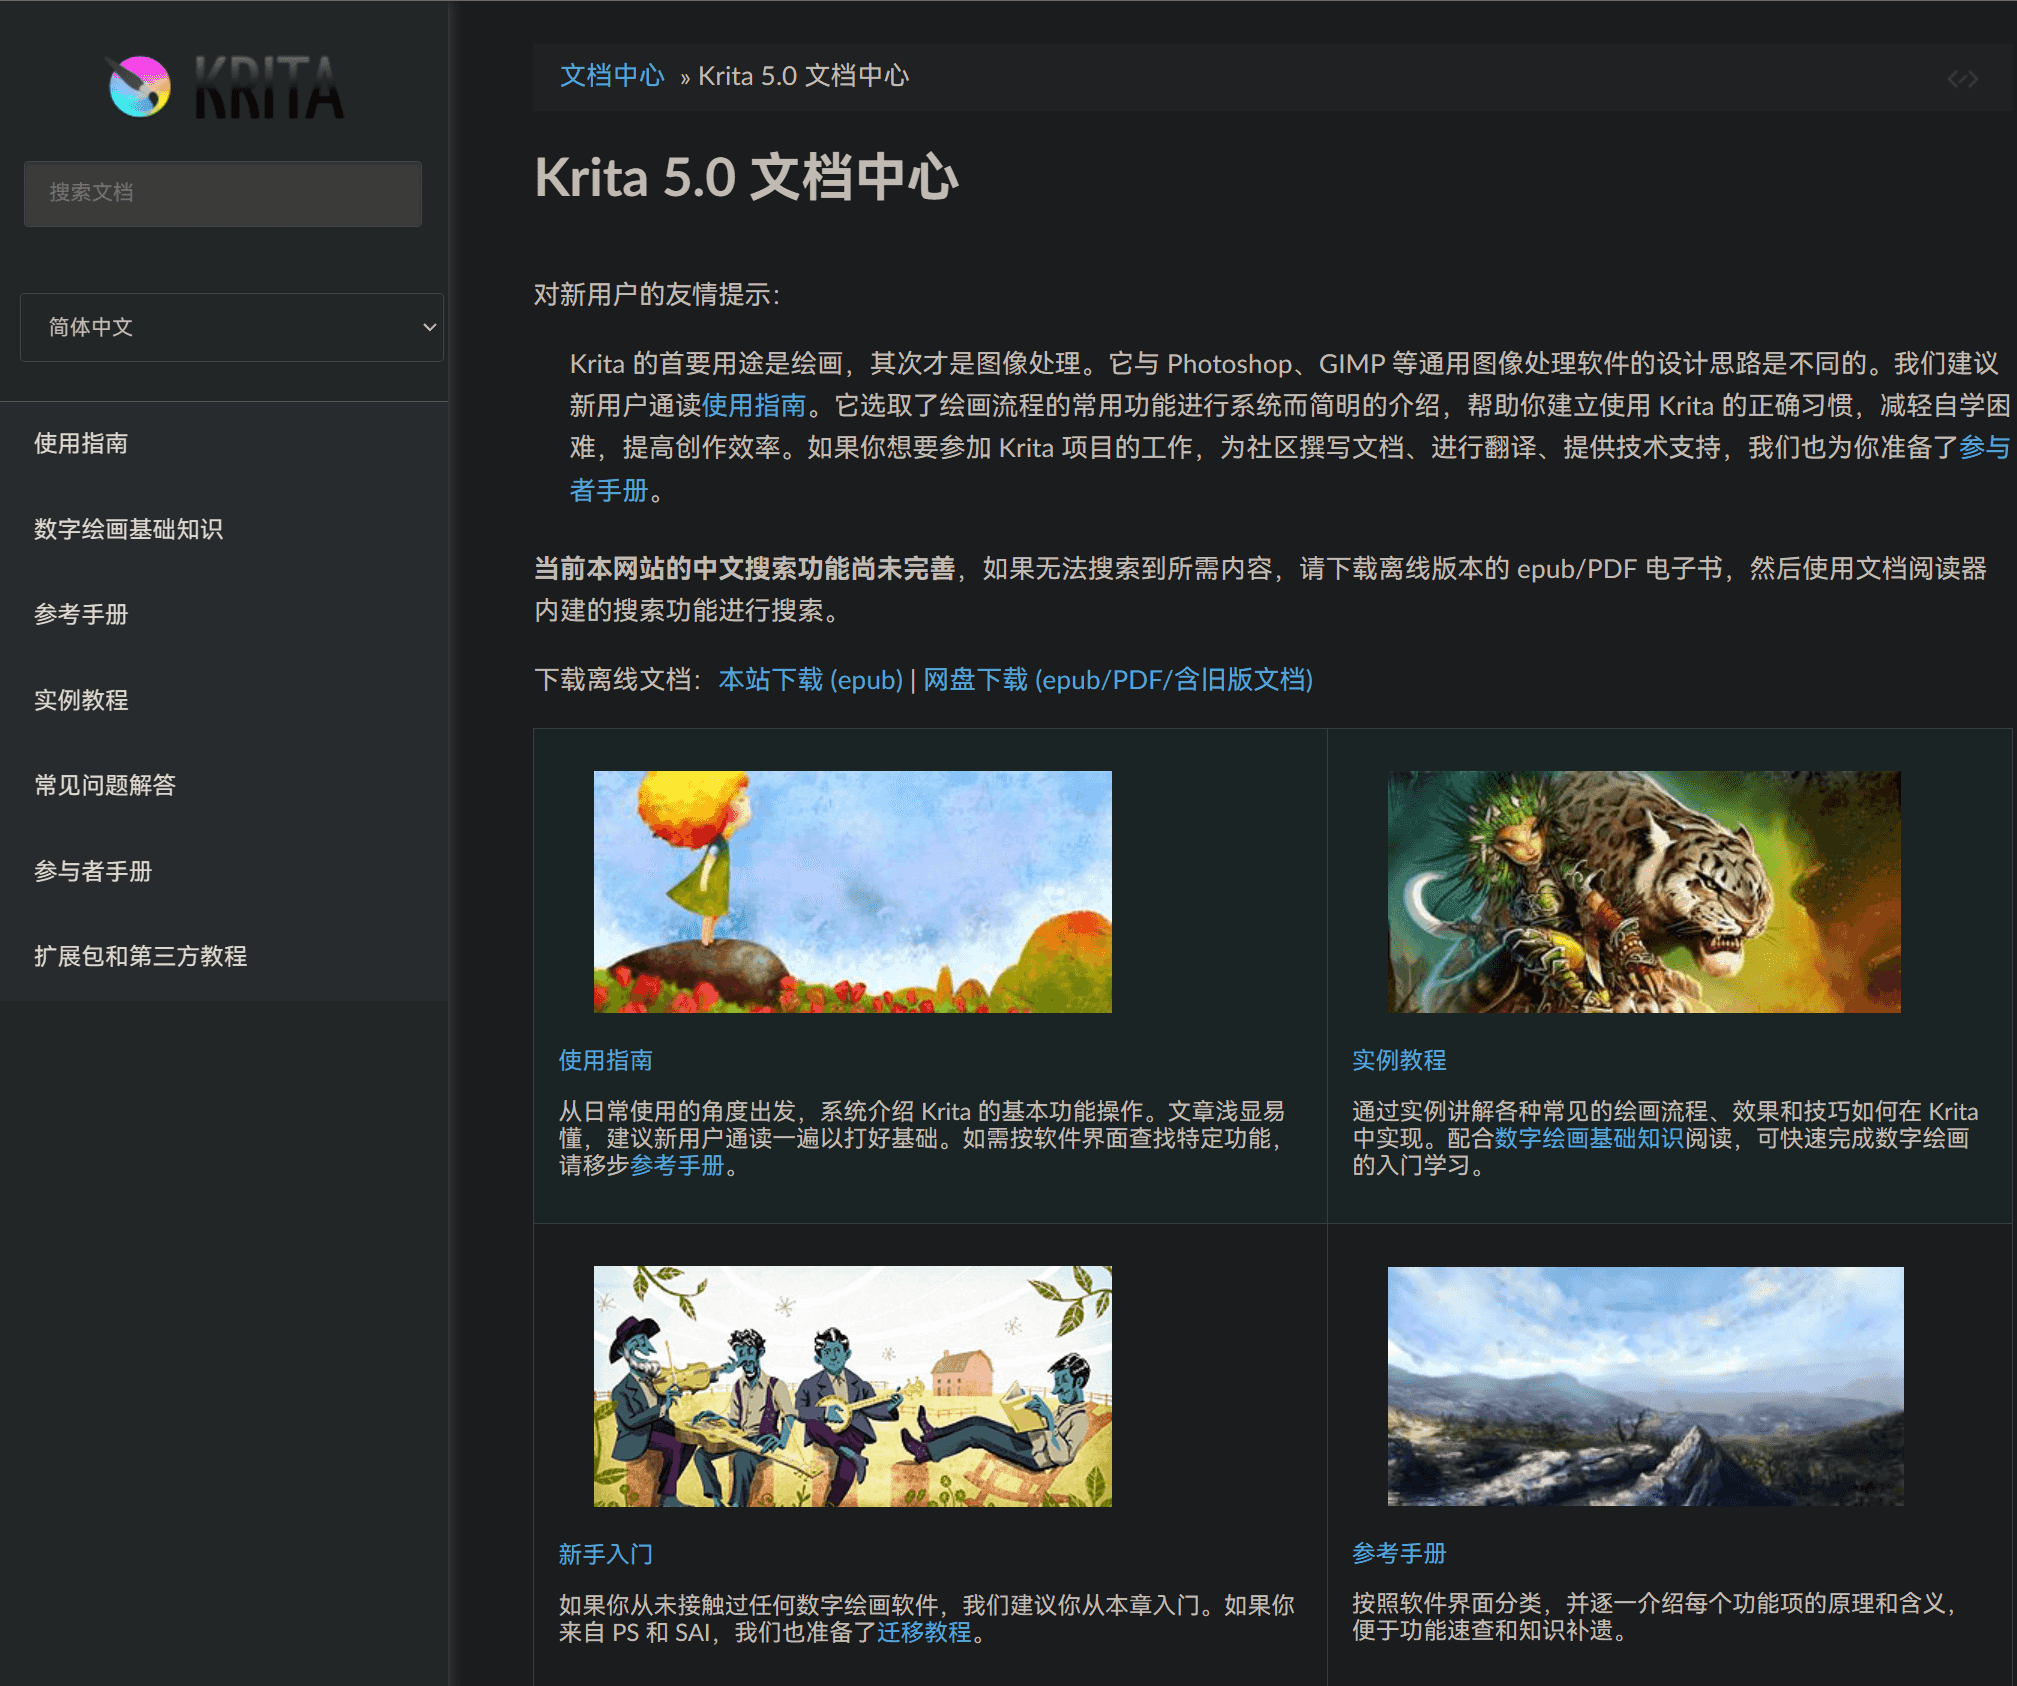 KRITA
搜索文档
简体中文
使用指南
数字绘画基础知识
参考手册
实例教程
常见问题解答
参与者手册
扩展包和第三方教程
文档中心 » Krita 5.0 文档中心
Krita 5.0 文档中心
对新用户的友情提示：
Krita 的首要用途是绘画，其次才是图像处理。它与 Photoshop、GIMP 等通用图像处理软件的设计思路是不同的。我们建议
新用户通读使用指南。它选取了绘画流程的常用功能进行系统而简明的介绍，帮助你建立使用 Krita 的正确习惯，减轻自学困
难，提高创作效率。如果你想要参加 Krita 项目的工作，为社区撰写文档、进行翻译、提供技术支持，我们也为你准备了参与
者手册。
当前本网站的中文搜索功能尚未完善，如果无法搜索到所需内容，请下载离线版本的 epub/PDF 电子书，然后使用文档阅读器
内建的搜索功能进行搜索。
下载离线文档：本站下载 (epub) | 网盘下载 (epub/PDF/含旧版文档)
使用指南
从日常使用的角度出发，系统介绍 Krita 的基本功能操作。文章浅显易
懂，建议新用户通读一遍以打好基础。如需按软件界面查找特定功能，
请移步参考手册。
实例教程
通过实例讲解各种常见的绘画流程、效果和技巧如何在 Krita
中实现。配合数字绘画基础知识阅读，可快速完成数字绘画
的入门学习。
新手入门
如果你从未接触过任何数字绘画软件，我们建议你从本章入门。如果你
来自 PS 和 SAI，我们也准备了迁移教程。
参考手册
按照软件界面分类，并逐一介绍每个功能项的原理和含义，
便于功能速查和知识补遗。